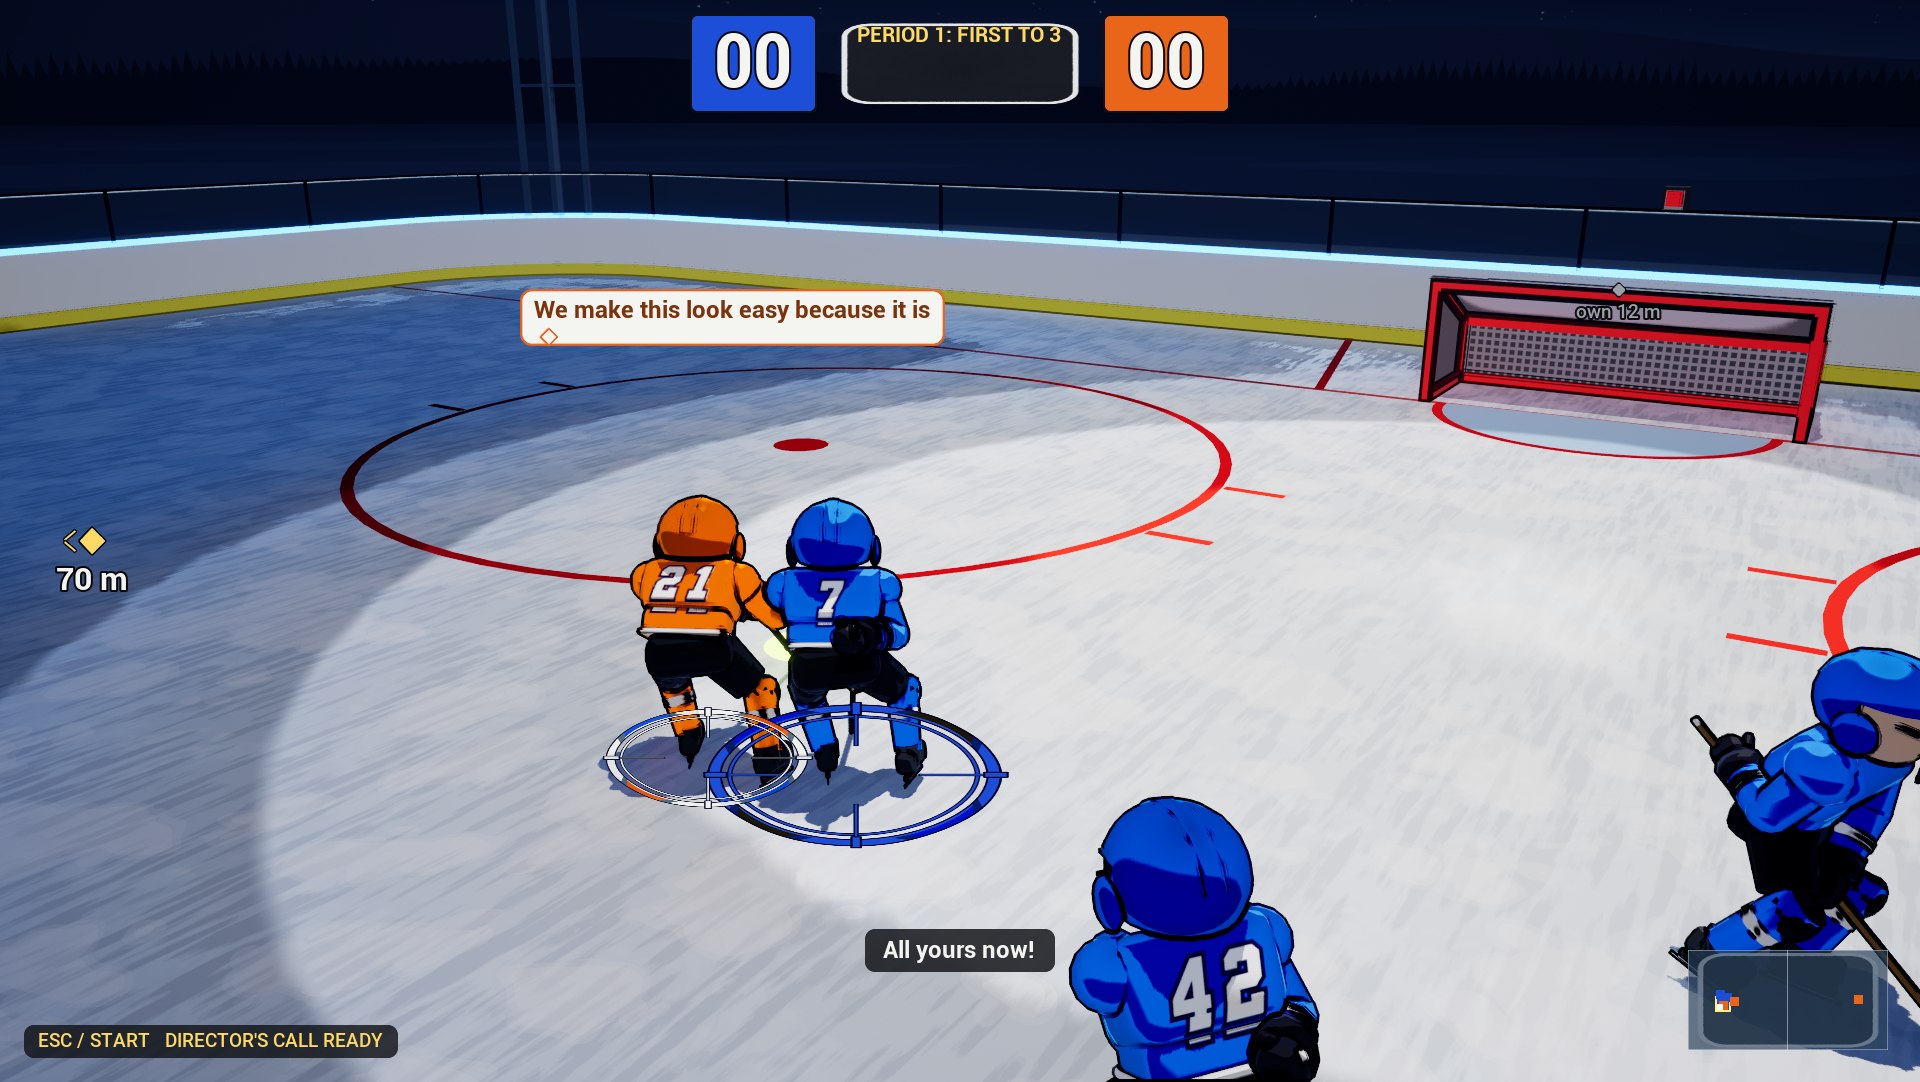 00
PERIOD 1: FIRST TO 3
00
We make this look easy because it is
own 12 m
70 m
21
7
All yours now!
42
ESC / START DIRECTOR'S CALL READY